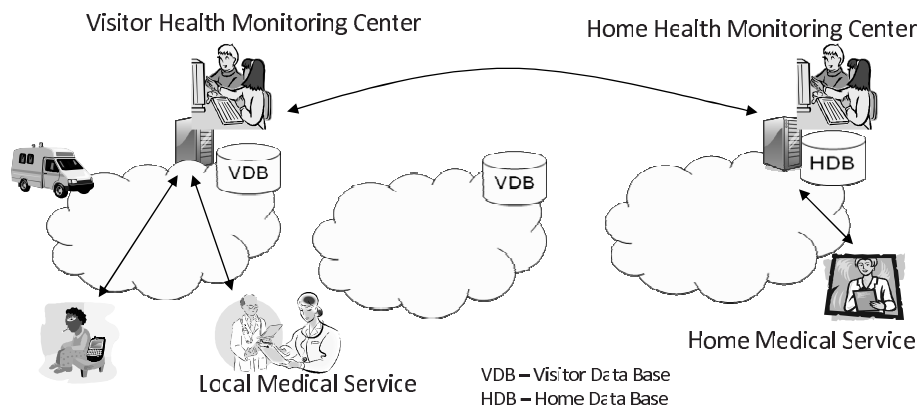 Visitor Health Monitoring Center
Home Health Monitoring Center
VDB
VDB
HDB
Home Medical Service
Local Medical Service
VDB – Visitor Data Base
HDB – Home Data Base